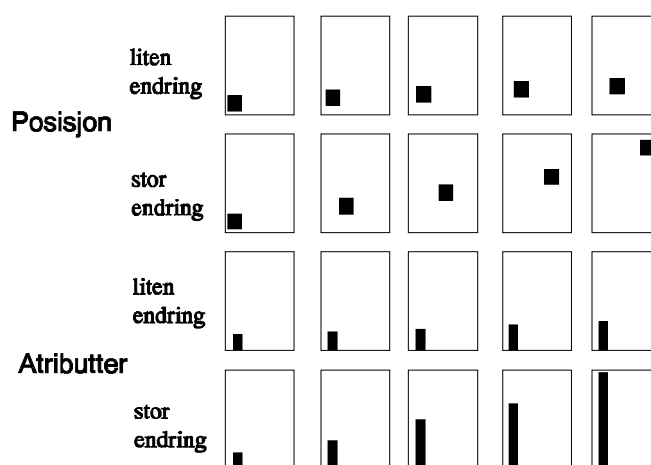 liten
endring
Posisjon
stor
endring
liten
endring
Atributter
stor
endring